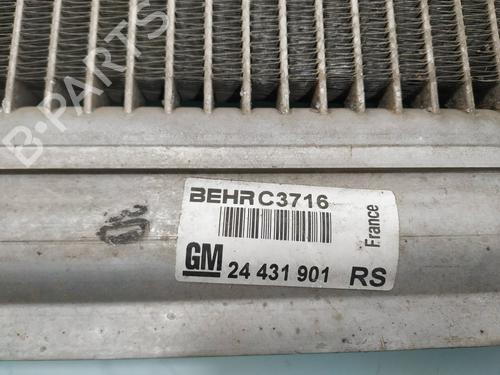 B-PARTS
BEHR C3716
France
GM 24 431 901 RS